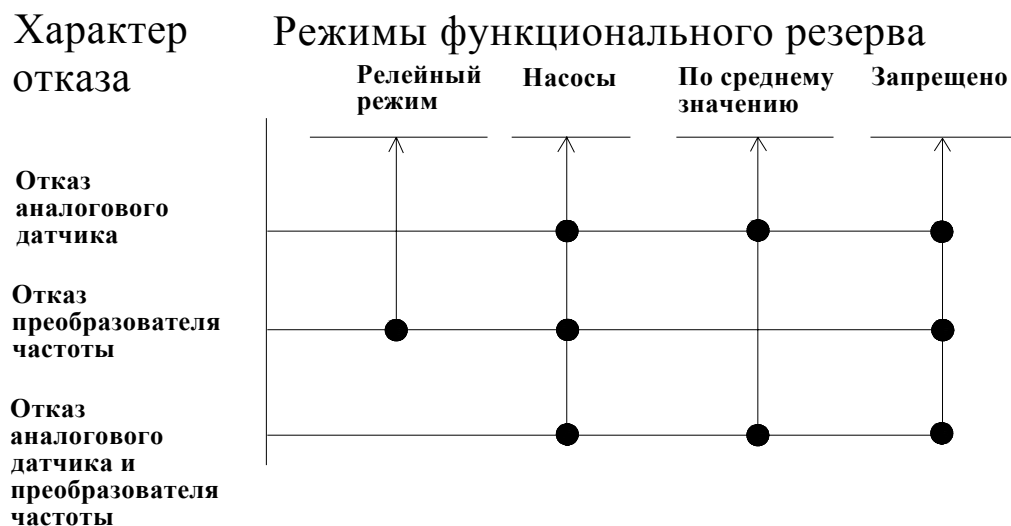 Характер
отказа
Режимы функционального резерва
Релейный
режим
Насосы
По среднему
значению
Запрещено
Отказ
аналогового
датчика
Отказ
преобразователя
частоты
Отказ
аналогового
датчика и
преобразователя
частоты